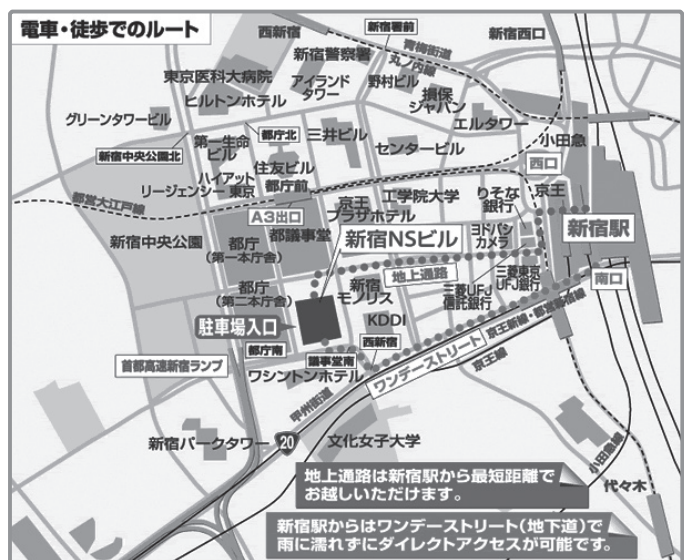 電車・徒歩でのルート
西新宿
新宿署前
新宿西口
青梅街道
丸ノ内線
新宿警察署
東京医科大病院
アイランド
タワー
野村ビル
ヒルトンホテル
損保
ジャパン
グリーンタワービル
エルタワー
都庁北
三井ビル
小田急
第一生命
ビル
センタービル
新宿中央公園北
住友ビル
西口
ハイアット
リージェンシー 東京
都庁前
京王
プラザホテル
工学院大学
りそな
銀行
京王
都営大江戸線
A3出口
新宿駅
新宿中央公園
都庁
(第一本庁舎)
都議事堂
新宿NSビル
ヨドバシ
カメラ
地上通路
三菱東京
UFJ銀行
南口
都庁
(第二本庁舎)
新宿
モノリス
三菱UFJ
信託銀行
駐車場入口
KDDI
京王新線・都営新宿線
都庁南
議事堂南
西新宿
ワンデーストリート
京王線
首都高速新宿ランプ
ワシントンホテル
甲州街道
新宿パークタワー
20
文化女子大学
小田急線
代々木
地上通路は新宿駅から最短距離で
お越しいただけます。
新宿駅からはワンデーストリート(地下道)で
雨に濡れずにダイレクトアクセスが可能です。